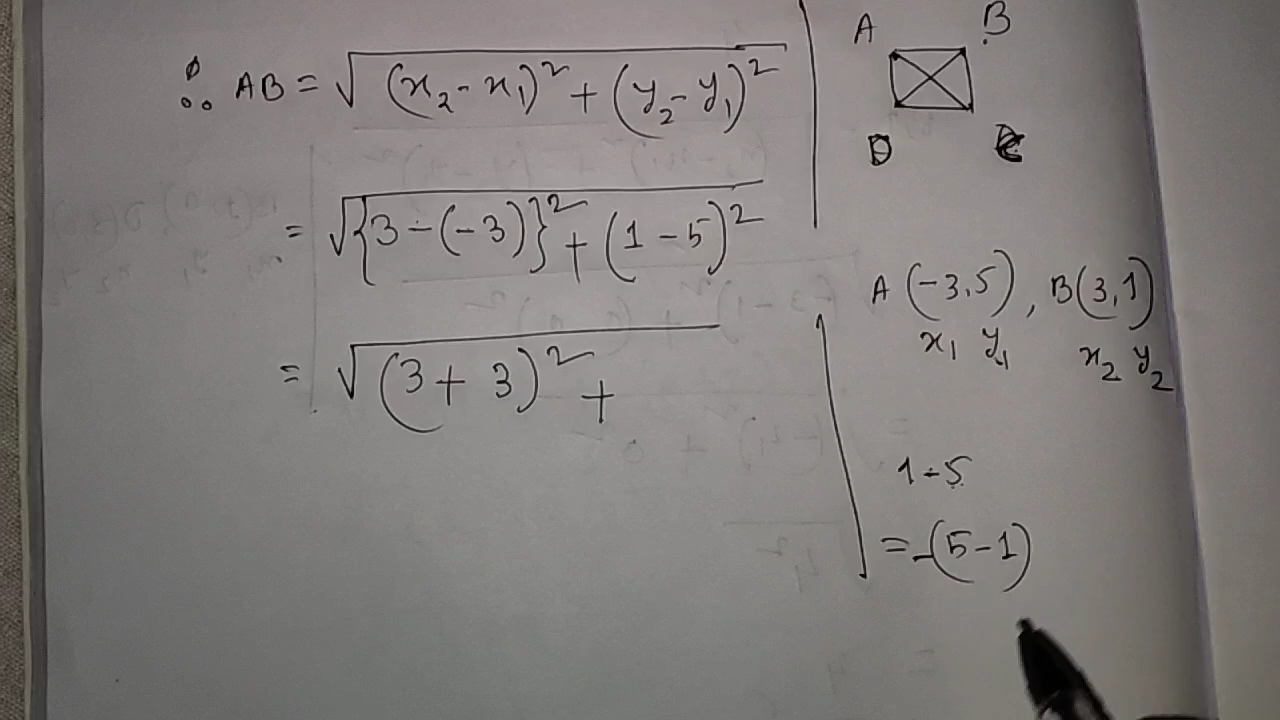 ∴ AB = √(x₂ - x₁)² + (y₂ - y₁)²
= √{3 - (-3)}² + (1 - 5)²
= √(3 + 3)² +
A B
D C
A (-3, 5), B (3, 1)
x₁ y₁ x₂ y₂
1 - 5
= -(5 - 1)